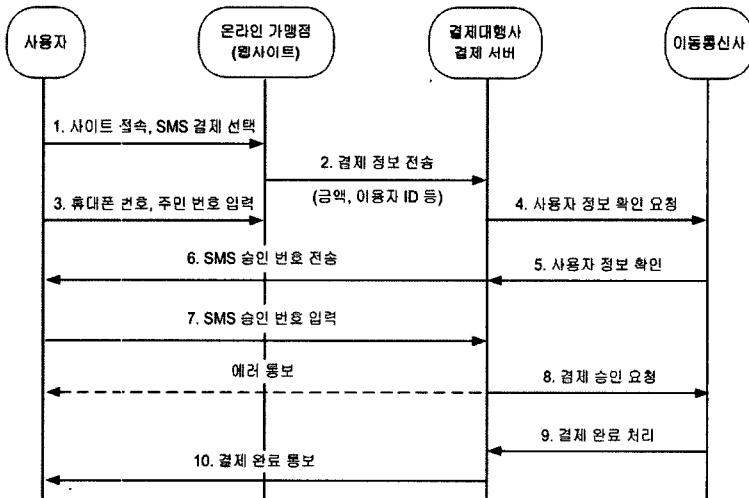 사용자
온라인 가맹점
(웹사이트)
결제대행사
결제 서버
이동통신사
1. 사이트 접속, SMS 결제 선택
2. 결제 정보 전송
(금액, 이용자 ID 등)
3. 휴대폰 번호, 주민 번호 입력
4. 사용자 정보 확인 요청
6. SMS 승인 번호 전송
5. 사용자 정보 확인
7. SMS 승인 번호 입력
에러 통보
8. 결제 승인 요청
9. 결제 완료 처리
10. 결제 완료 통보